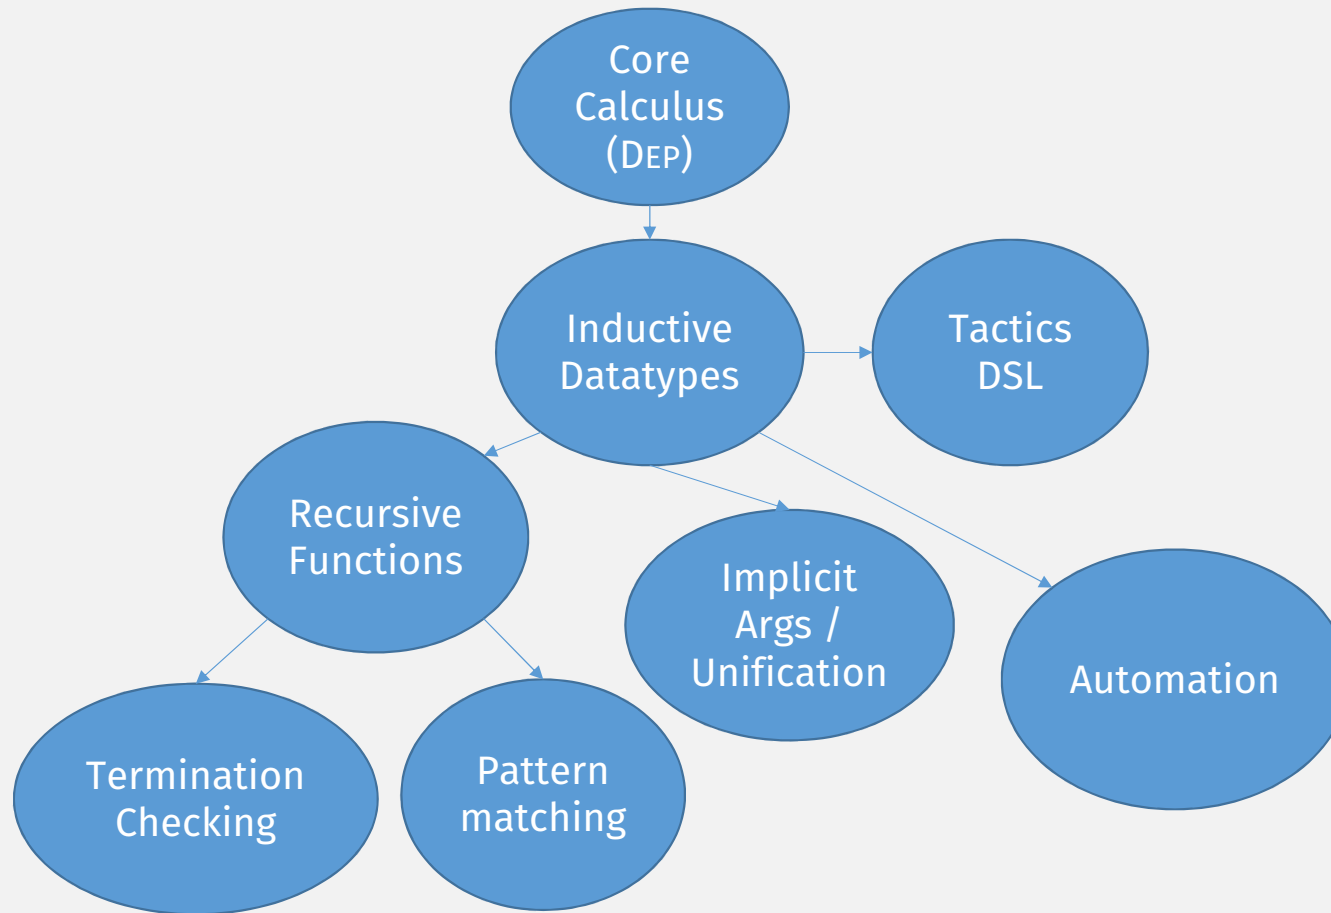 Core
Calculus
(DEP)
Inductive
Datatypes
Tactics
DSL
Recursive
Functions
Implicit
Args /
Unification
Automation
Termination
Checking
Pattern
matching